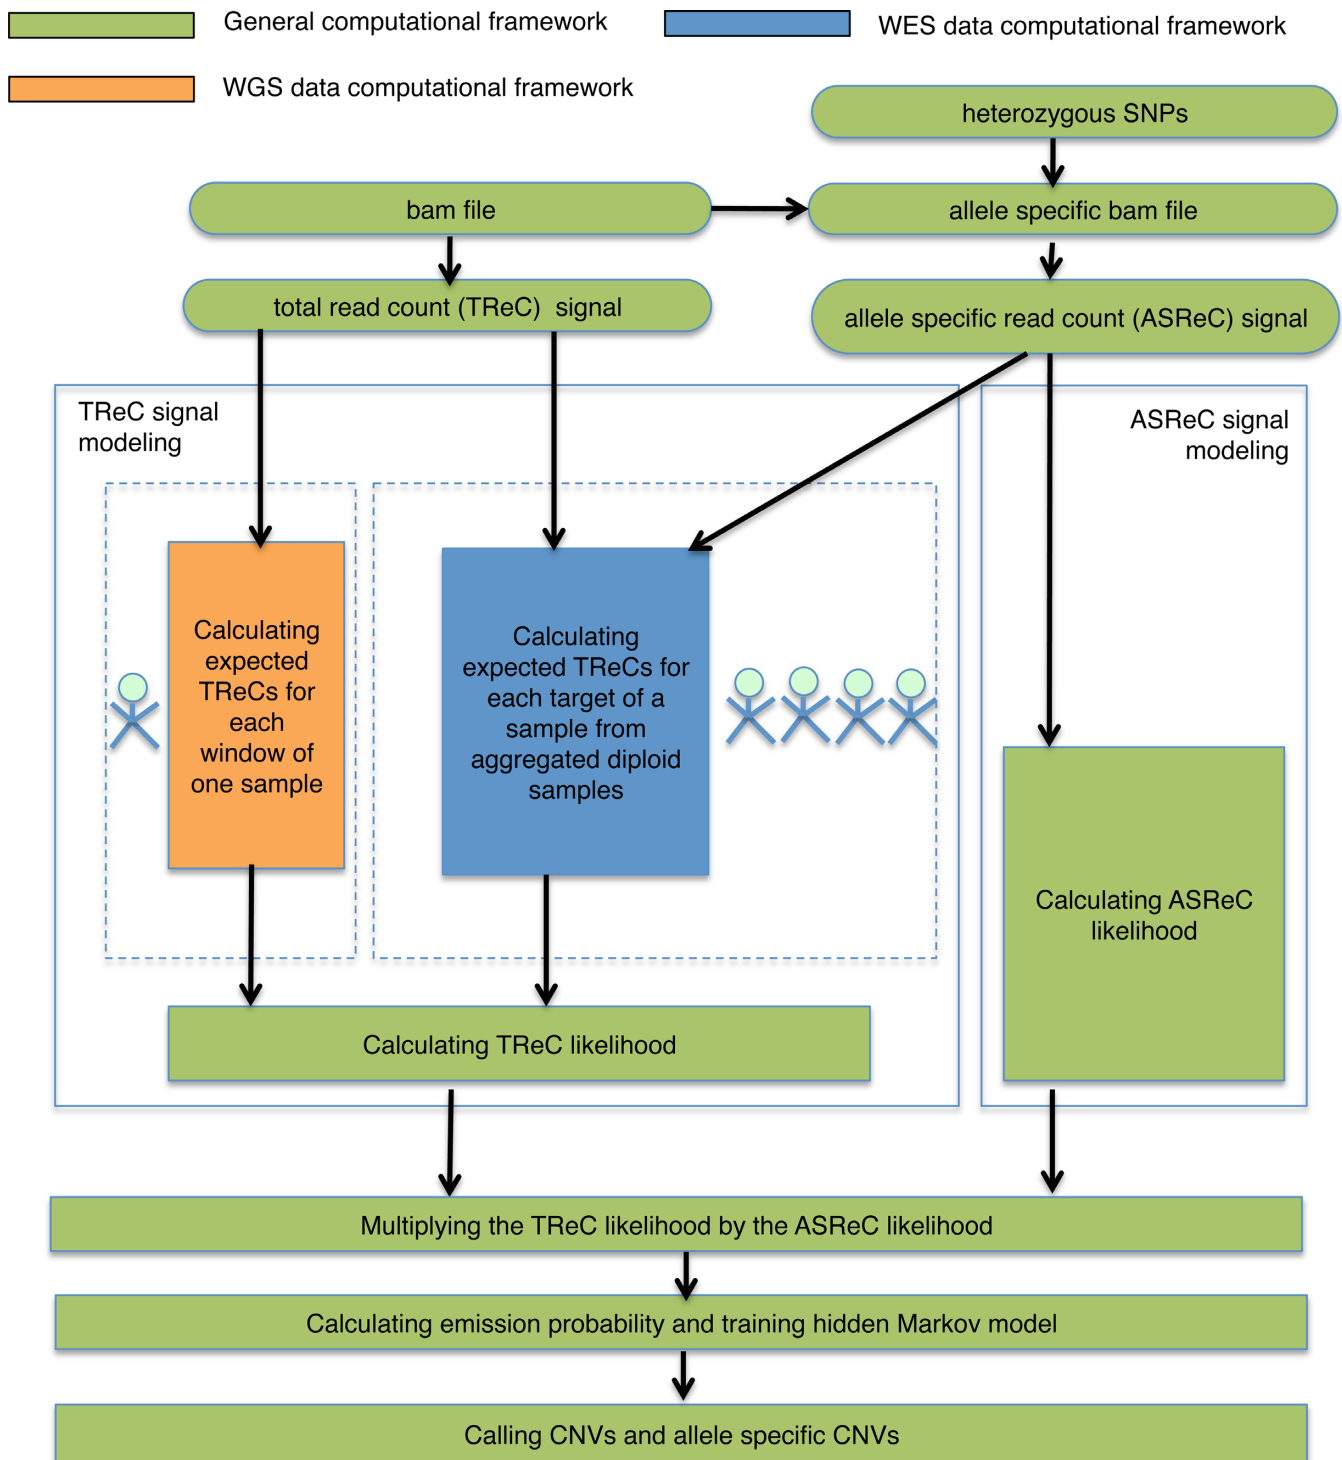 General computational framework
WES data computational framework
WGS data computational framework
heterozygous SNPs
bam file
allele specific bam file
total read count (TReC)  signal
allele specific read count (ASReC) signal
TReC signal
modeling
ASReC signal
modeling
Calculating
expected
TReCs for
each
window of
one sample
Calculating
expected TReCs for
each target of a
sample from
aggregated diploid
samples
Calculating ASReC
likelihood
Calculating TReC likelihood
Multiplying the TReC likelihood by the ASReC likelihood
Calculating emission probability and training hidden Markov model
Calling CNVs and allele specific CNVs